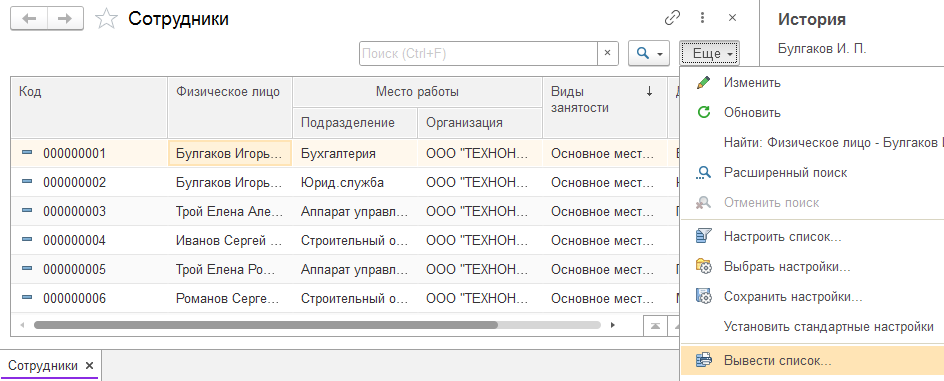 Сотрудники
История
Булгаков И. П.
Поиск (Ctrl+F)
Еще
Код
Физическое лицо
Место работы
Виды занятости
Подразделение
Организация
000000001 Булгаков Игорь... Бухгалтерия ООО "ТЕХНОН... Основное мест...
000000002 Булгаков Игорь... Юрид.служба ООО "ТЕХНОН... Основное мест...
000000003 Трой Елена Але... Аппарат управл... ООО "ТЕХНОН... Основное мест...
000000004 Иванов Сергей ... Строительный о... ООО "ТЕХНОН... Основное мест...
000000005 Трой Елена Ро... Аппарат управл... ООО "ТЕХНОН... Основное мест...
000000006 Романов Серге... Строительный о... ООО "ТЕХНОН... Основное мест...
Изменить
Обновить
Найти: Физическое лицо - Булгаков
Расширенный поиск
Отменить поиск
Настроить список...
Выбрать настройки...
Сохранить настройки...
Установить стандартные настройки
Вывести список...
Сотрудники